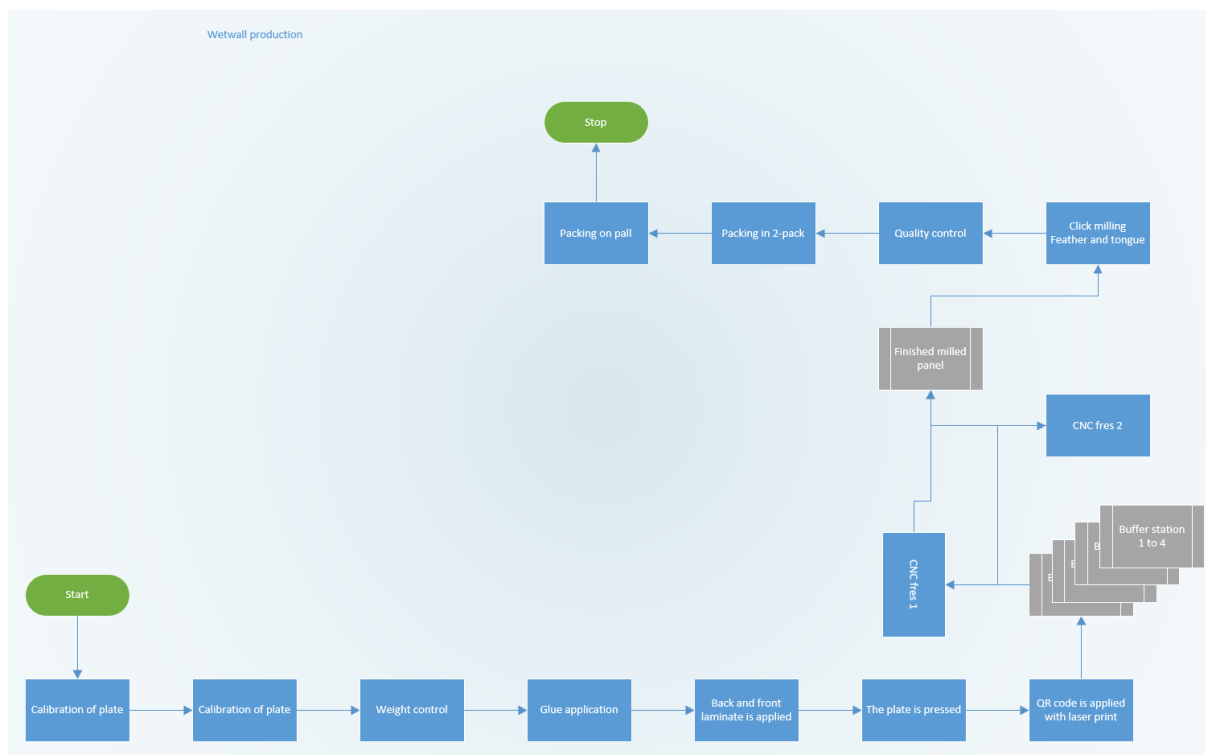 Wetwall production
Stop
Packing on pall
Packing in 2-pack
Quality control
Click milling
Feather and tongue
Finished milled
panel
CNC fres 2
Buffer station
1 to 4
B
CNC fres 1
Start
Calibration of plate
Calibration of plate
Weight control
Glue application
Back and front
laminate is applied
The plate is pressed
QR code is applied
with laser print